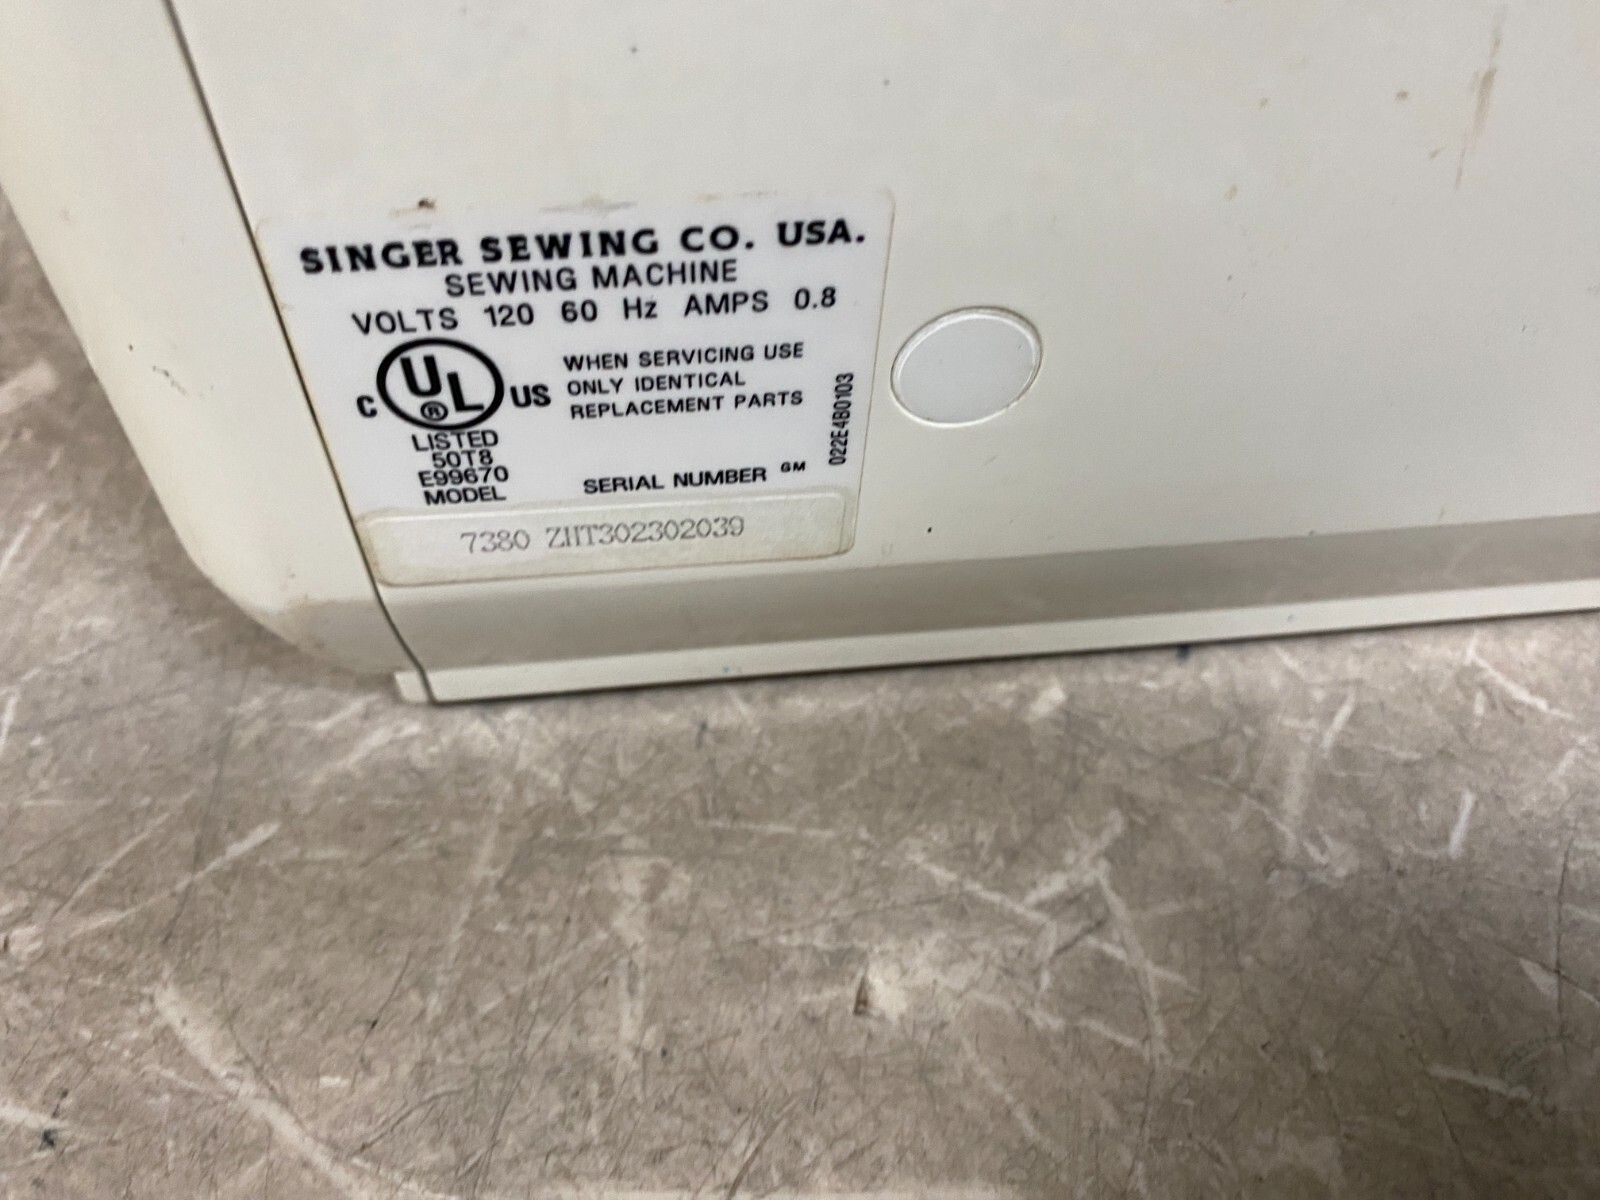 SINGER SEWING CO. USA.
SEWING MACHINE
VOLTS 120 60 Hz AMPS 0.8
C UL ® US
WHEN SERVICING USE
ONLY IDENTICAL
REPLACEMENT PARTS
LISTED
50T8
E99670
MODEL
SERIAL NUMBER GM
022E4B0103
7380 ZHT302302039